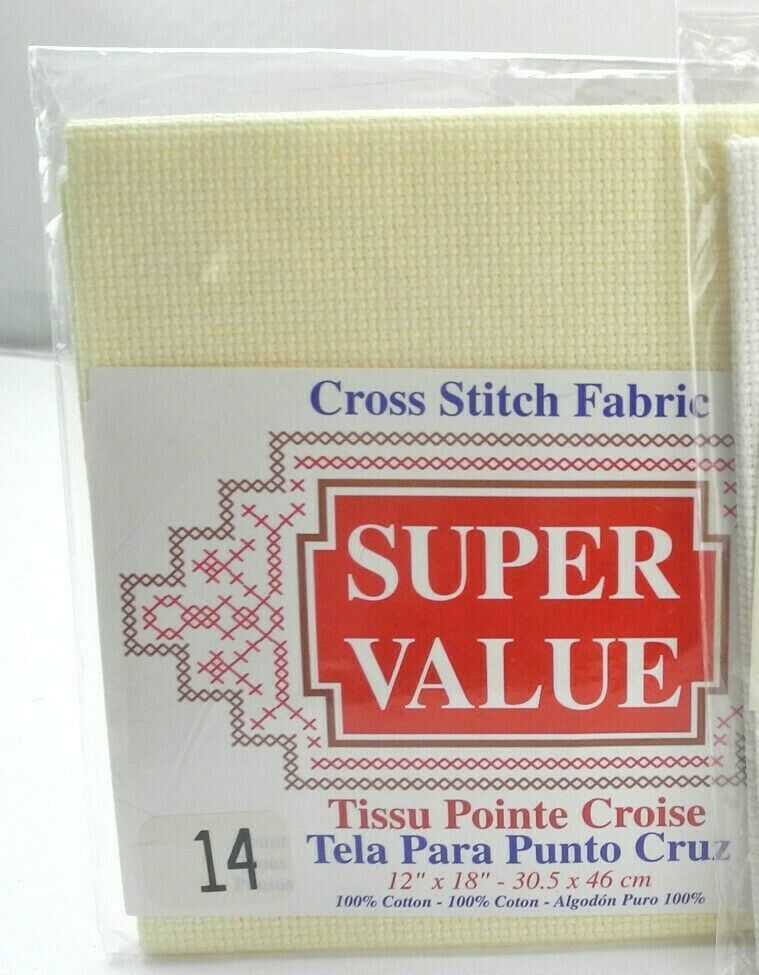 Cross Stitch Fabric
SUPER
VALUE
Tissu Pointe Croise
Tela Para Punto Cruz
14
12" x 18" - 30.5 x 46 cm
100% Cotton - 100% Coton - Algodón Puro 100%